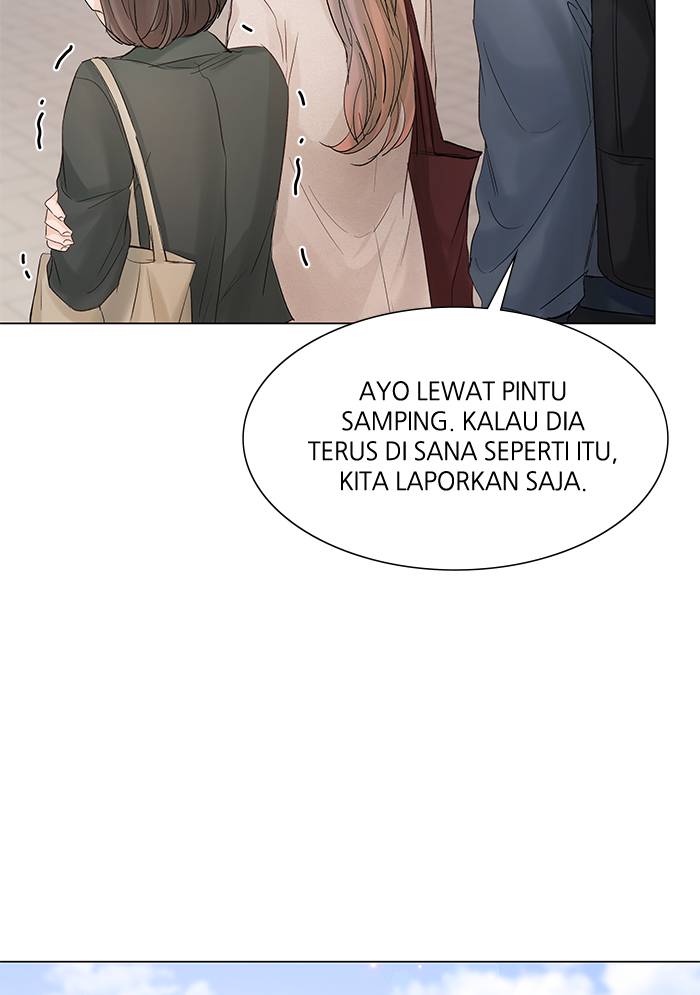 AYO LEWAT PINTU
SAMPING. KALAU DIA
TERUS DI SANA SEPERTI ITU,
KITA LAPORKAN SAJA.